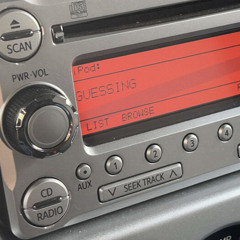 SCAN
PWR-VOL
iPod:
GUESSING
LIST BROWSE
AUX
1
2
3
4
SEEK TRACK
CD
RADIO